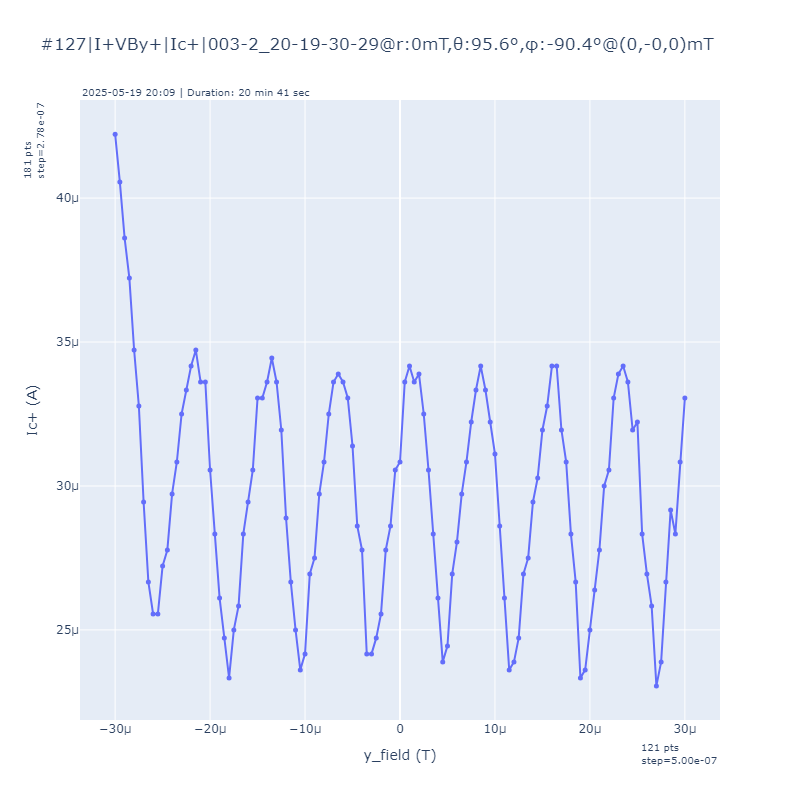 #127|I+VBy+|Ic+|003-2_20-19-30-29@r:0mT,θ:95.6°,φ:-90.4°@(0,-0,0)mT
2025-05-19 20:09 | Duration: 20 min 41 sec
181 pts
step=2.78e-07
40μ
35μ
30μ
25μ
Ic+ (A)
−30μ
−20μ
−10μ
0
10μ
20μ
30μ
y_field (T)
121 pts
step=5.00e-07